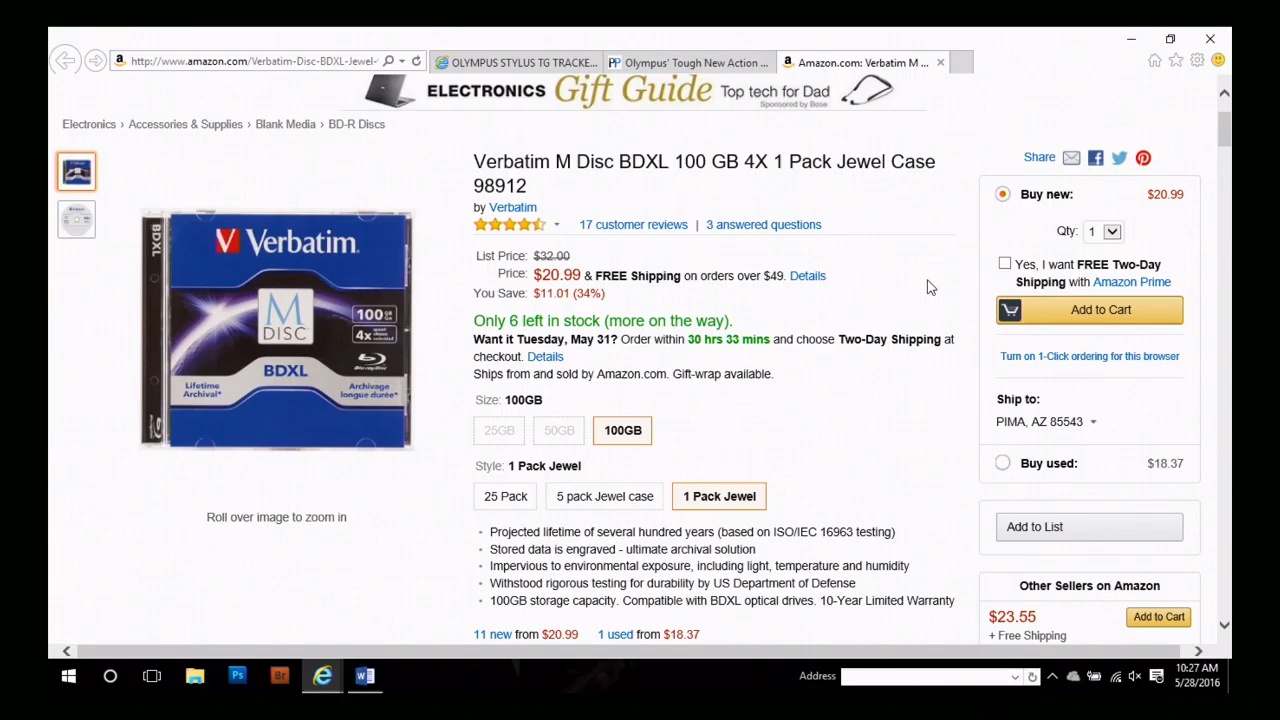 http://www.amazon.com/Verbatim-Disc-BDXL-Jewel-
OLYMPUS STYLUS TG TRACKE...
Olympus' Tough New Action ...
Amazon.com: Verbatim M ...
ELECTRONICS Gift Guide Top tech for Dad
Sponsored by Bose
Electronics › Accessories & Supplies › Blank Media › BD-R Discs
Verbatim M Disc BDXL 100 GB 4X 1 Pack Jewel Case
98912
by Verbatim
17 customer reviews | 3 answered questions
List Price: $32.00
Price: $20.99 & FREE Shipping on orders over $49. Details
You Save: $11.01 (34%)
Only 6 left in stock (more on the way).
Want it Tuesday, May 31? Order within 30 hrs 33 mins and choose Two-Day Shipping at
checkout. Details
Ships from and sold by Amazon.com. Gift-wrap available.
Size: 100GB
25GB 50GB 100GB
Style: 1 Pack Jewel
25 Pack 5 pack Jewel case 1 Pack Jewel
• Projected lifetime of several hundred years (based on ISO/IEC 16963 testing)
• Stored data is engraved - ultimate archival solution
• Impervious to environmental exposure, including light, temperature and humidity
• Withstood rigorous testing for durability by US Department of Defense
• 100GB storage capacity. Compatible with BDXL optical drives. 10-Year Limited Warranty
11 new from $20.99 1 used from $18.37
BDXL
Verbatim.
M
DISC
100GB
4x
BDXL
Lifetime
Archival*
Archivage
longue durée*
Roll over image to zoom in
Share
Buy new: $20.99
Qty: 1
Yes, I want FREE Two-Day
Shipping with Amazon Prime
Add to Cart
Turn on 1-Click ordering for this browser
Ship to:
PIMA, AZ 85543
Buy used: $18.37
Add to List
Other Sellers on Amazon
$23.55 Add to Cart
+ Free Shipping
Ps Br
Address
10:27 AM
5/28/2016